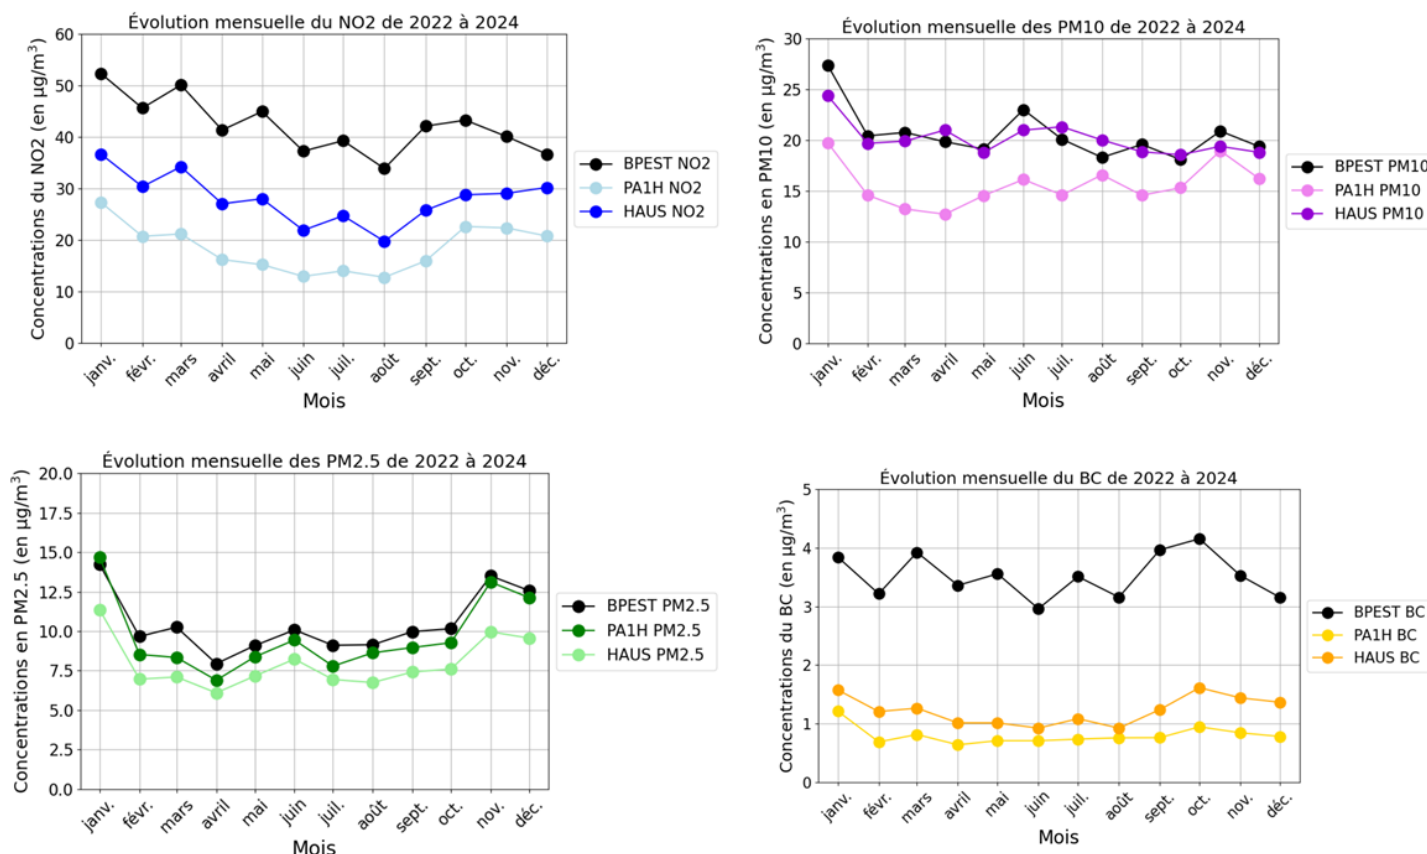 Évolution mensuelle du NO2 de 2022 à 2024
Concentrations du NO2 (en µg/m³)
60
50
40
30
20
10
0
janv.
févr.
mars
avril
mai
juin
juil.
août
sept.
oct.
nov.
déc.
Mois
BPEST NO2
PA1H NO2
HAUS NO2
Évolution mensuelle des PM10 de 2022 à 2024
Concentrations en PM10 (en µg/m³)
30
25
20
15
10
5
0
janv.
févr.
mars
avril
mai
juin
juil.
août
sept.
oct.
nov.
déc.
Mois
BPEST PM10
PA1H PM10
HAUS PM10
Évolution mensuelle des PM2.5 de 2022 à 2024
Concentrations en PM2.5 (en µg/m³)
20.0
17.5
15.0
12.5
10.0
7.5
5.0
2.5
0.0
janv.
févr.
mars
avril
mai
juin
juil.
août
sept.
oct.
nov.
déc.
Mois
BPEST PM2.5
PA1H PM2.5
HAUS PM2.5
Évolution mensuelle du BC de 2022 à 2024
Concentrations du BC (en µg/m³)
5
4
3
2
1
0
janv.
févr.
mars
avril
mai
juin
juil.
août
sept.
oct.
nov.
déc.
Mois
BPEST BC
PA1H BC
HAUS BC